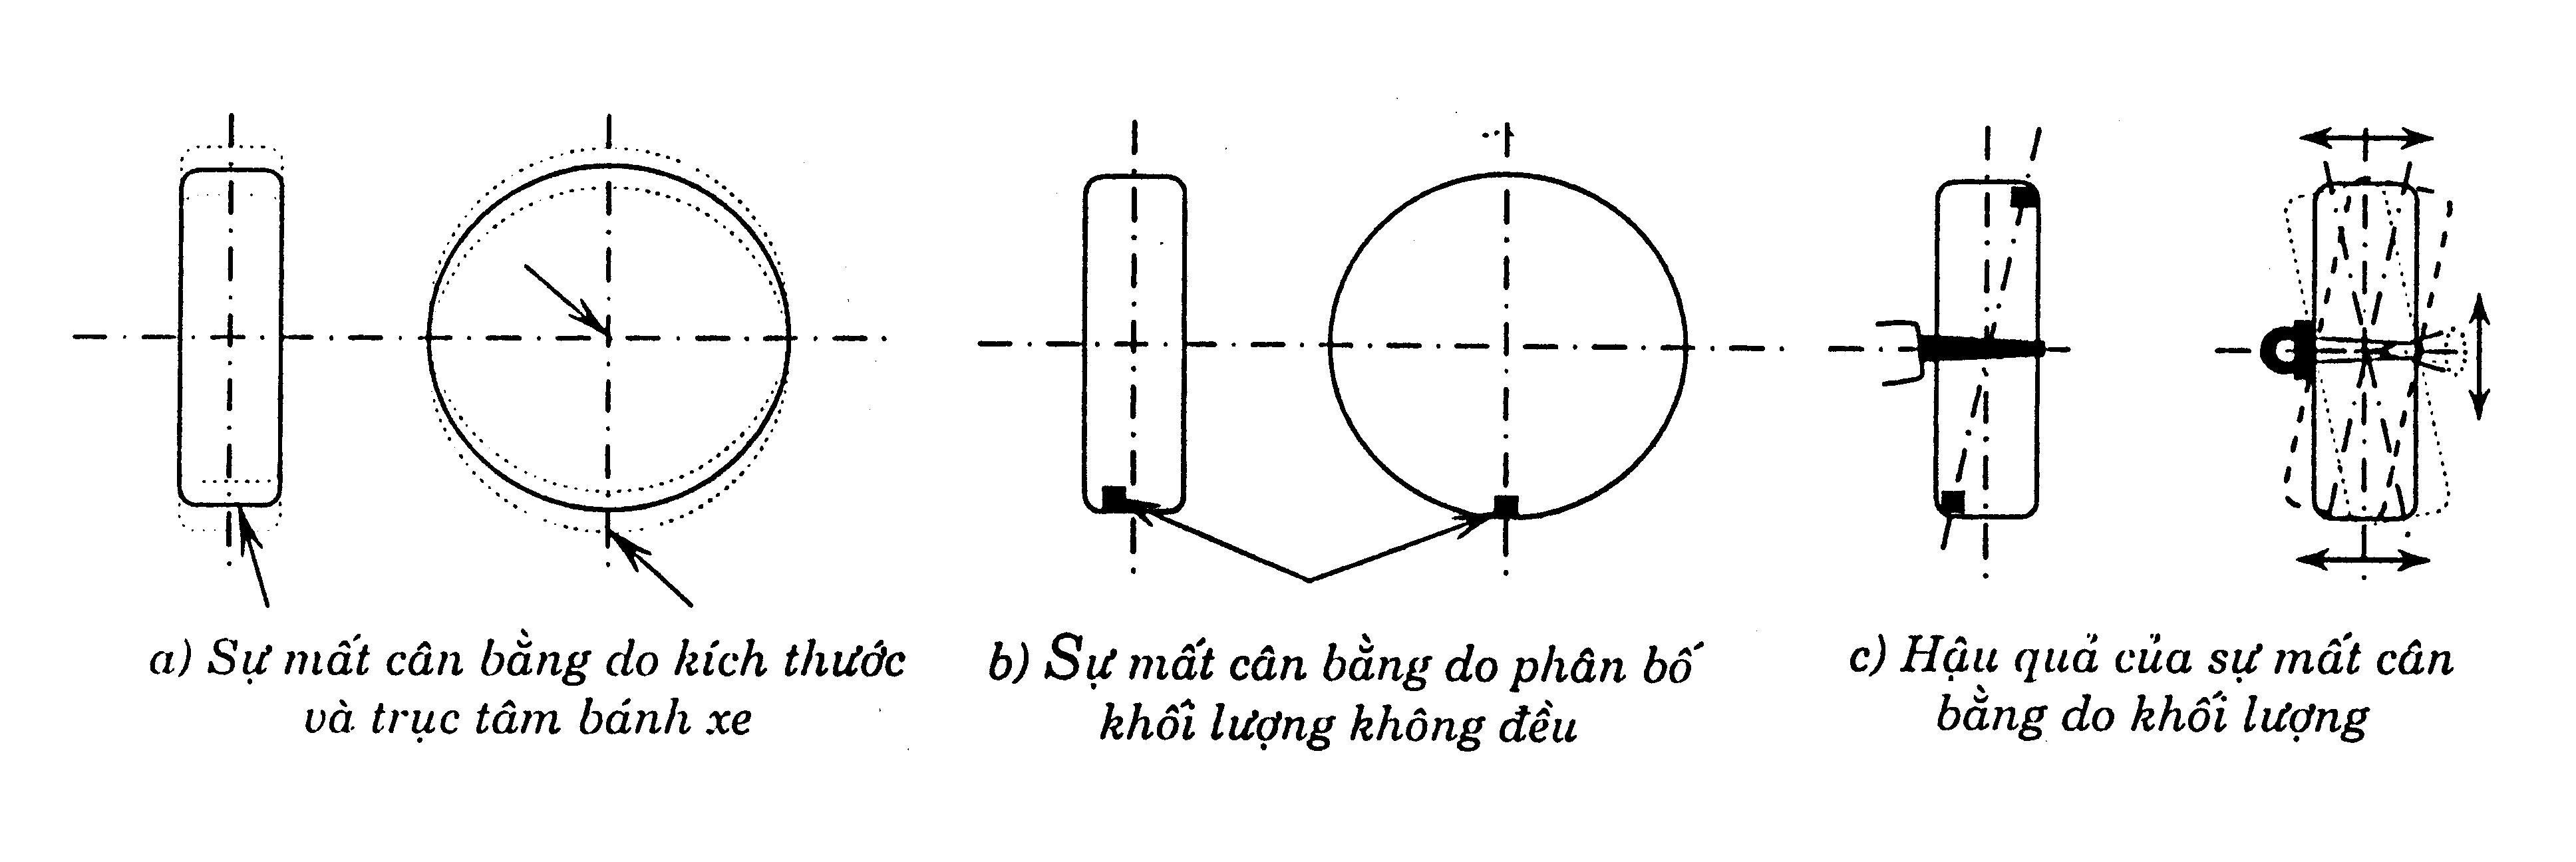 a) Sự mất cân bằng do kích thước
và trục tâm bánh xe
b) Sự mất cân bằng do phân bố
khối lượng không đều
c) Hậu quả của sự mất cân
bằng do khối lượng